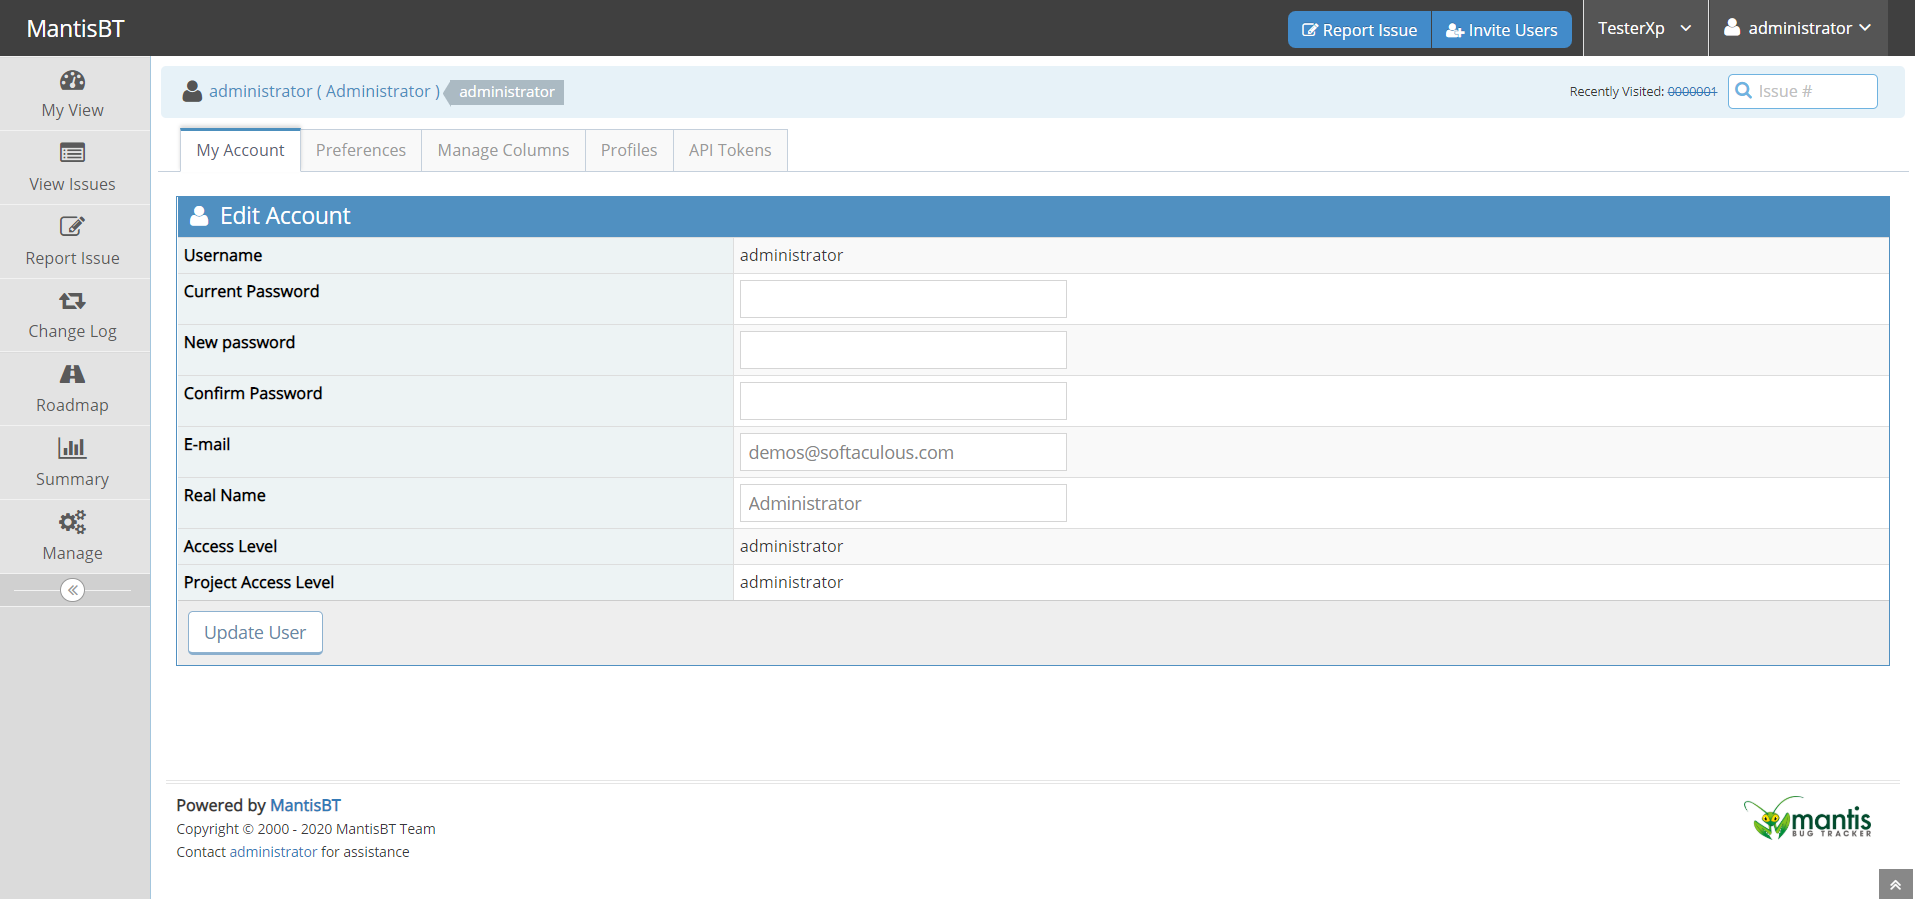 MantisBT
Report Issue
Invite Users
TesterXp
administrator
My View
View Issues
Report Issue
Change Log
Roadmap
Summary
Manage
administrator ( Administrator )
administrator
Recently Visited: 0000001
Issue #
My Account
Preferences
Manage Columns
Profiles
API Tokens
Edit Account
Username administrator
Current Password
New password
Confirm Password
E-mail demos@softaculous.com
Real Name Administrator
Access Level administrator
Project Access Level administrator
Update User
Powered by MantisBT
Copyright © 2000 - 2020 MantisBT Team
Contact administrator for assistance
mantis
BUG TRACKER